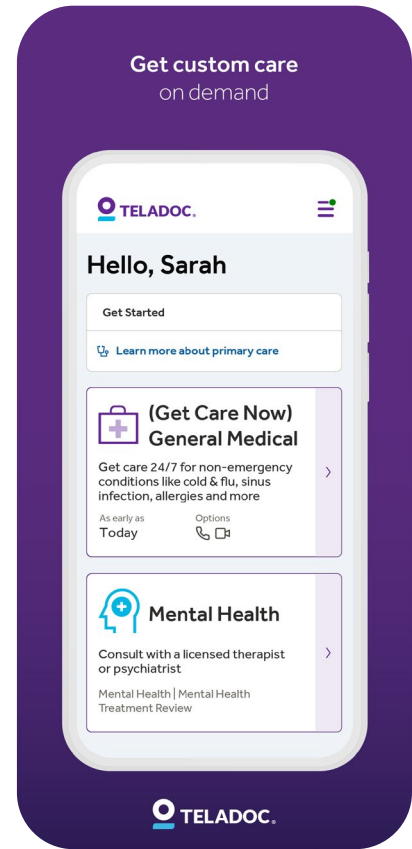 Get custom care
on demand
TELADOC.
Hello, Sarah
Get Started
Learn more about primary care
(Get Care Now)
General Medical
Get care 24/7 for non-emergency
conditions like cold & flu, sinus
infection, allergies and more
As early as Options
Today
Mental Health
Consult with a licensed therapist
or psychiatrist
Mental Health | Mental Health
Treatment Review
TELADOC.